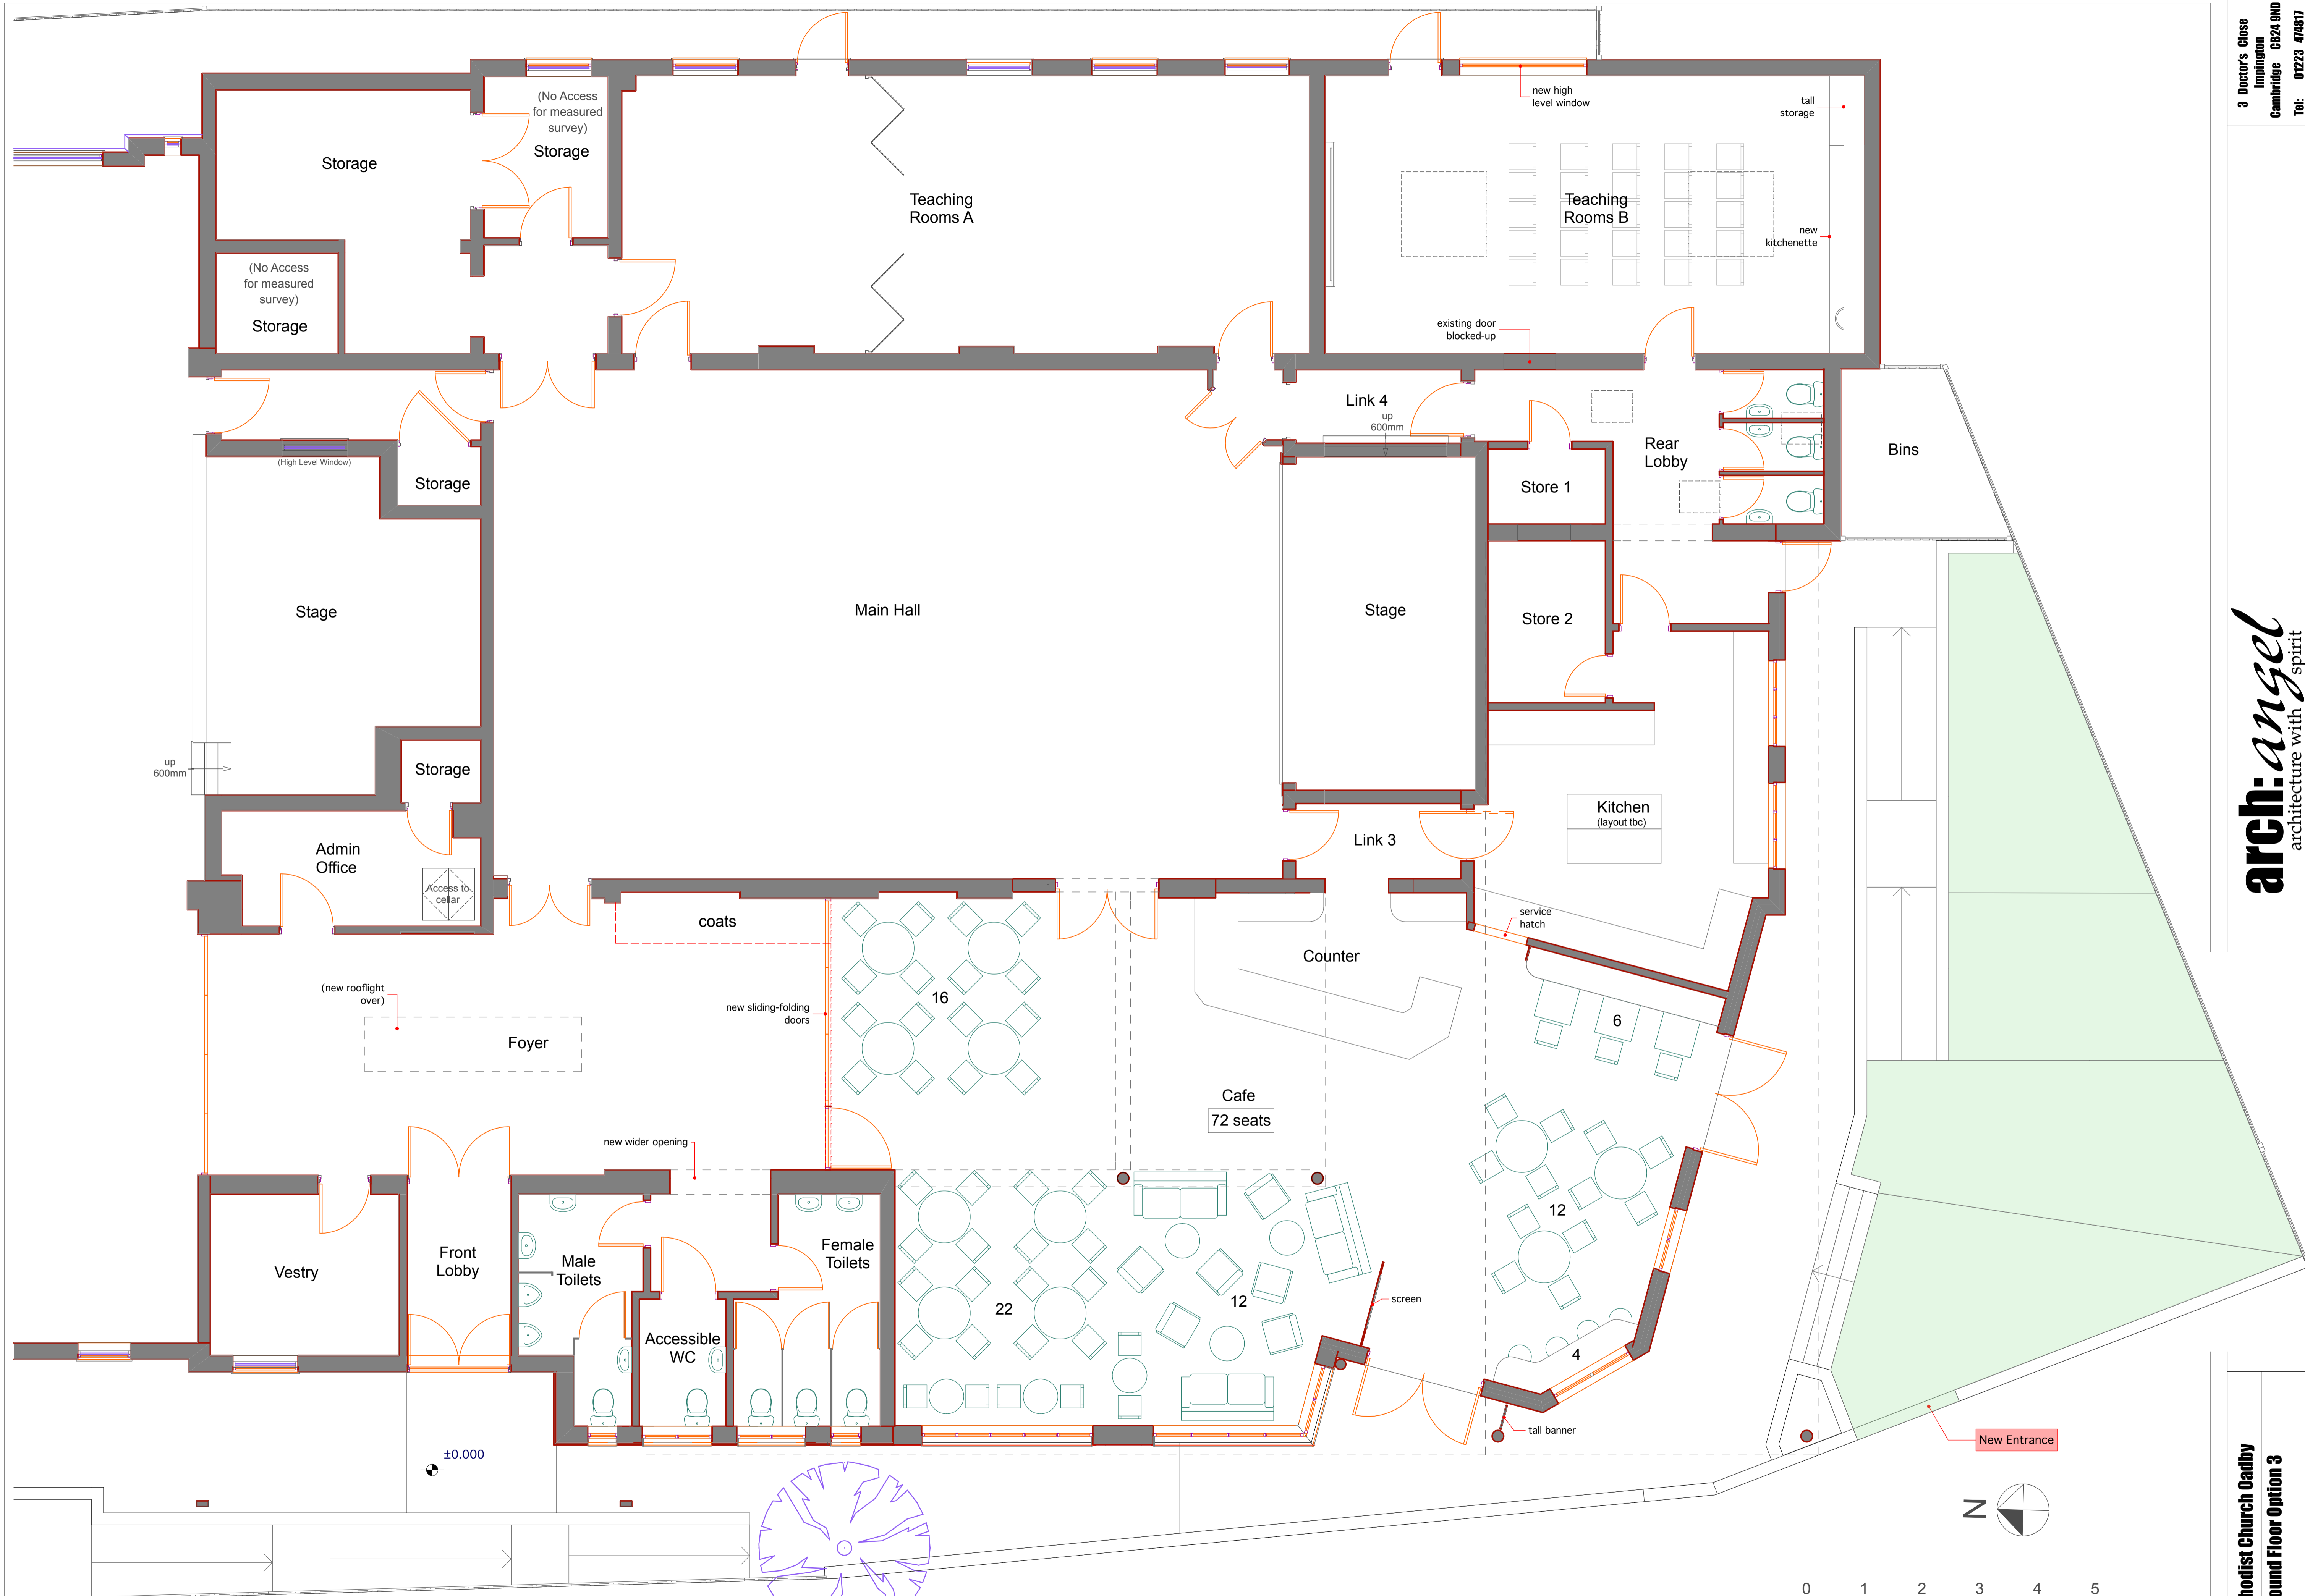 3 Doctor's Close
Impington
Cambridge CB24 9ND
Tel: 01223 474817
(No Access
for measured
survey)
Storage
Storage
new high
level window
tall
storage
Teaching
Rooms A
Teaching
Rooms B
new
kitchenette
(No Access
for measured
survey)
Storage
existing door
blocked-up
Link 4
up
600mm
Rear
Lobby
Bins
(High Level Window)
Storage
Store 1
Stage
Main Hall
Stage
Store 2
up
600mm
Storage
Kitchen
(layout tbc)
Admin
Office
Link 3
Access to
cellar
coats
service
hatch
Counter
(new rooflight
over)
new sliding-folding
doors
16
6
Foyer
Cafe
72 seats
new wider opening
12
Front
Lobby
Vestry
Male
Toilets
Female
Toilets
22
12
screen
Accessible
WC
4
tall banner
New Entrance
±0.000
N
0 1 2 3 4 5
arch:angel
architecture with spirit
hodist Church Oadby
ound Floor Option 3